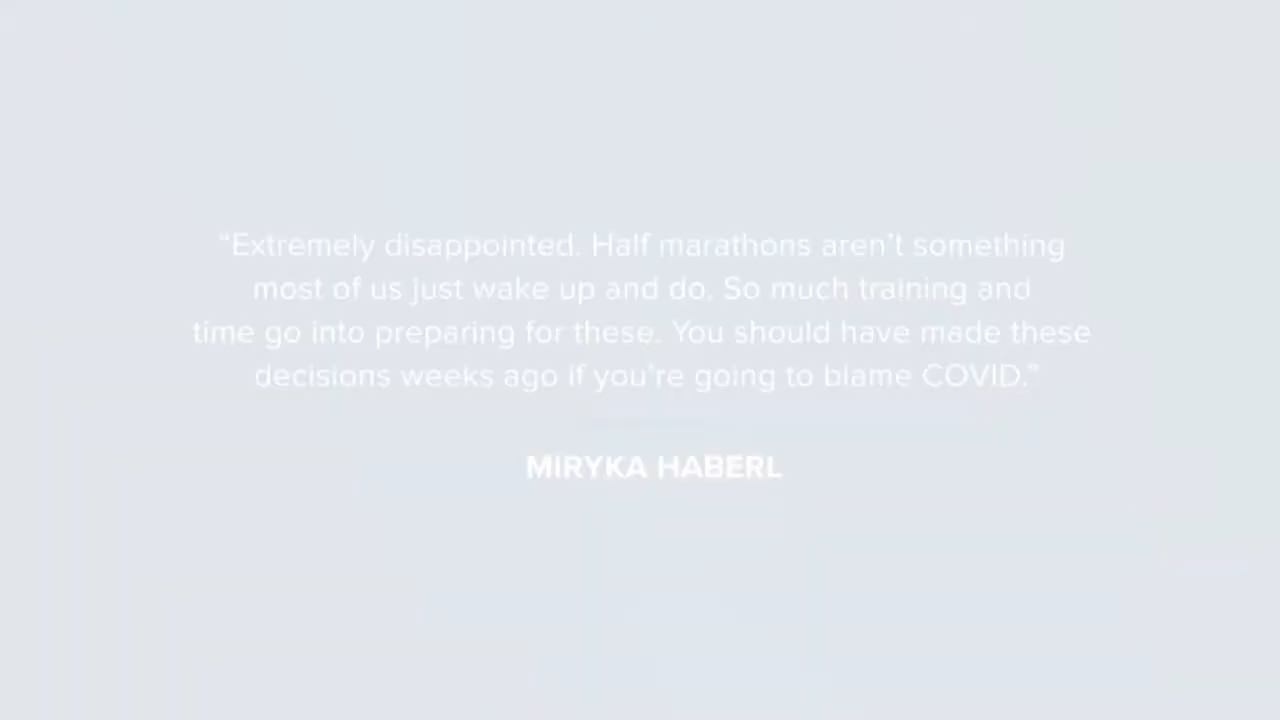 “Extremely disappointed. Half marathons aren’t something
most of us just wake up and do. So much training and
time go into preparing for these. You should have made these
decisions weeks ago if you’re going to blame COVID.”
MIRYKA HABERL